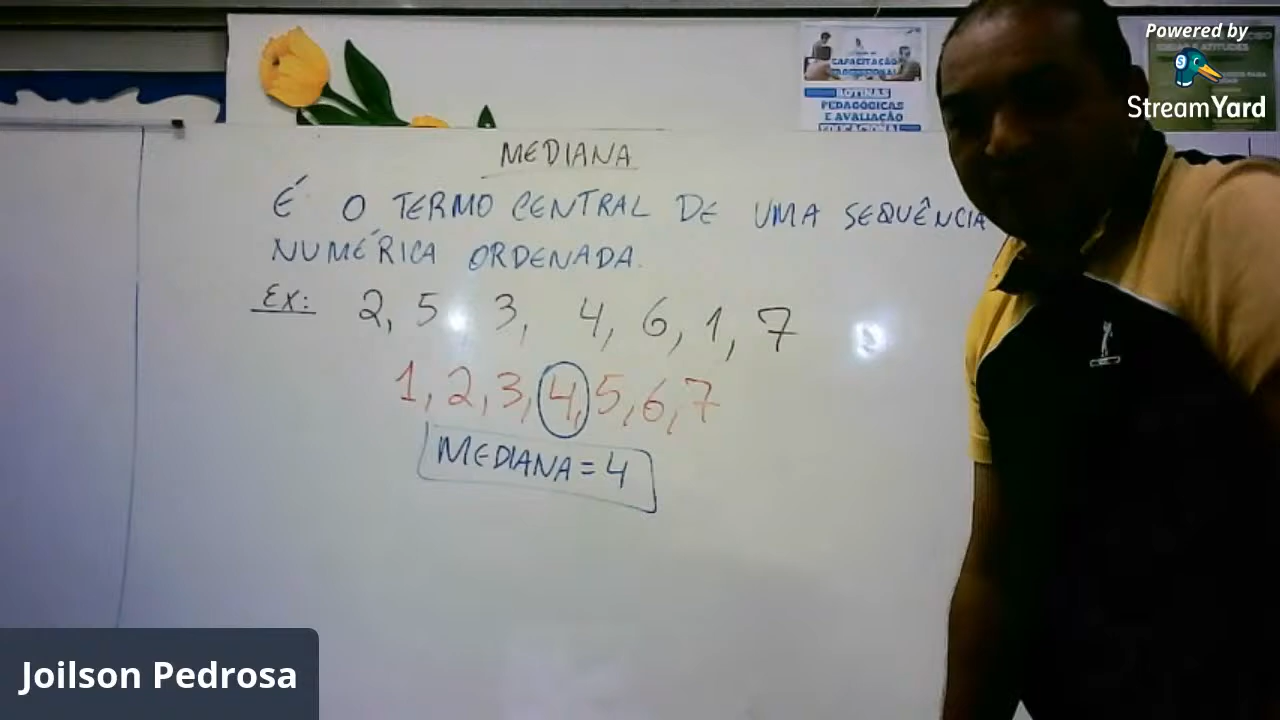 Powered by
StreamYard
CAPACITAÇÃO
ROTINAS
PEDAGÓGICAS
E AVALIAÇÃO
EDUCACIONAL
MEDIANA
É O TERMO CENTRAL DE UMA SEQUÊNCIA
NUMÉRICA ORDENADA.
EX: 2, 5 3, 4, 6, 1, 7
1, 2, 3, 4, 5, 6, 7
MEDIANA = 4
Joilson Pedrosa